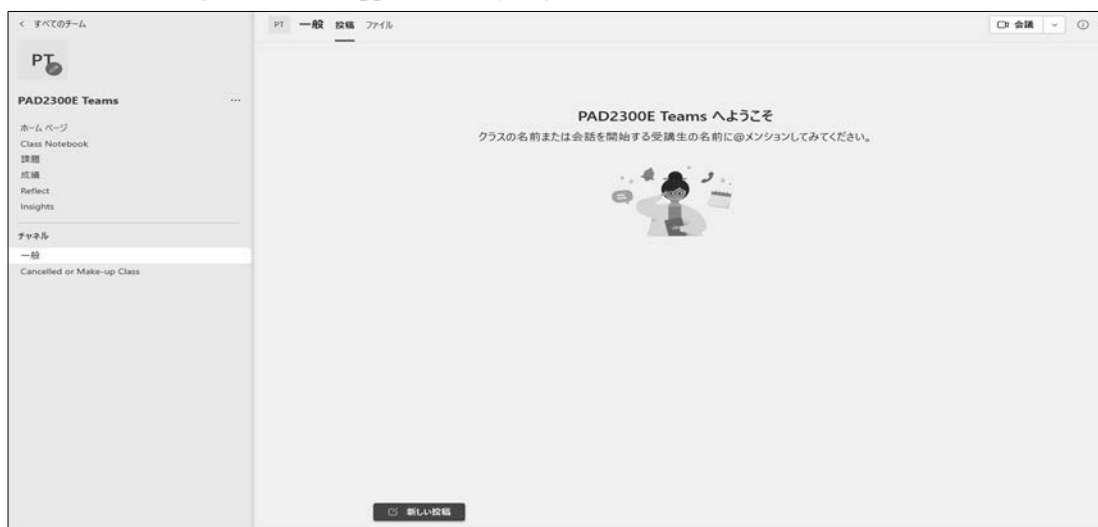 すべてのチーム
PT
PAD2300E Teams
...
ホーム ページ
Class Notebook
課題
成績
Reflect
Insights
チャネル
一般
Cancelled or Make-up Class
PT 一般 投稿 ファイル
会議
PAD2300E Teams へようこそ
クラスの名前または会話を開始する受講生の名前に@メンションしてみてください。
新しい投稿